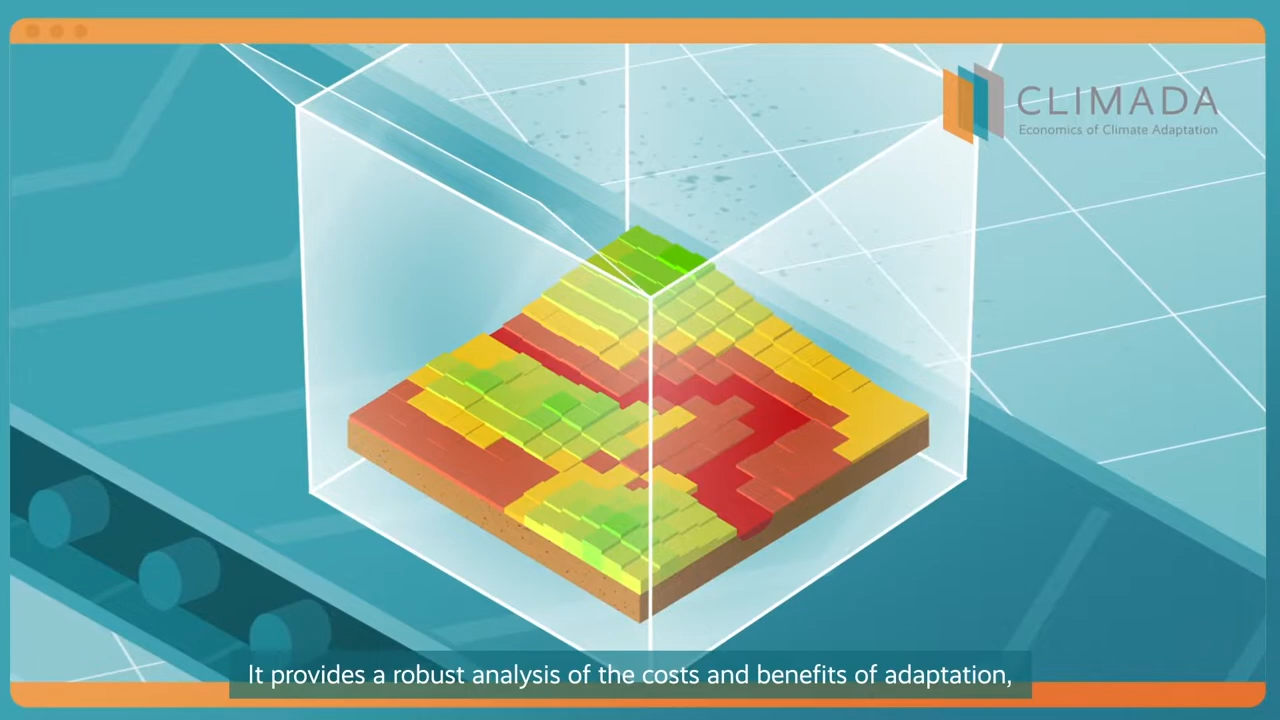 CLIMADA
Economics of Climate Adaptation
It provides a robust analysis of the costs and benefits of adaptation,